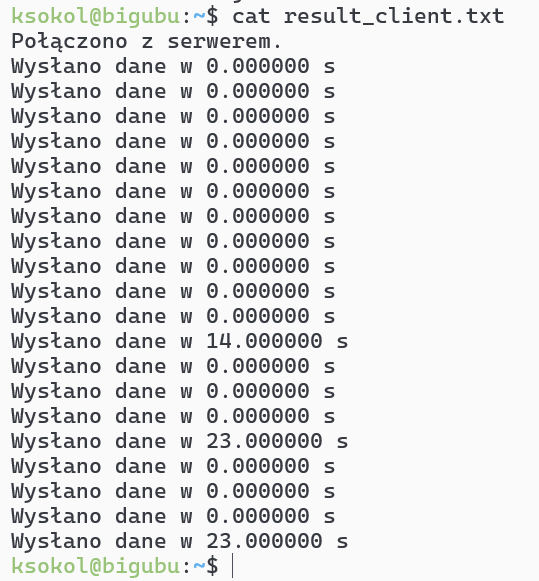 ksokol@bigubu:~$ cat result_client.txt
Połączono z serwerem.
Wysłano dane w 0.000000 s
Wysłano dane w 0.000000 s
Wysłano dane w 0.000000 s
Wysłano dane w 0.000000 s
Wysłano dane w 0.000000 s
Wysłano dane w 0.000000 s
Wysłano dane w 0.000000 s
Wysłano dane w 0.000000 s
Wysłano dane w 0.000000 s
Wysłano dane w 0.000000 s
Wysłano dane w 0.000000 s
Wysłano dane w 14.000000 s
Wysłano dane w 0.000000 s
Wysłano dane w 0.000000 s
Wysłano dane w 0.000000 s
Wysłano dane w 23.000000 s
Wysłano dane w 0.000000 s
Wysłano dane w 0.000000 s
Wysłano dane w 0.000000 s
Wysłano dane w 23.000000 s
ksokol@bigubu:~$